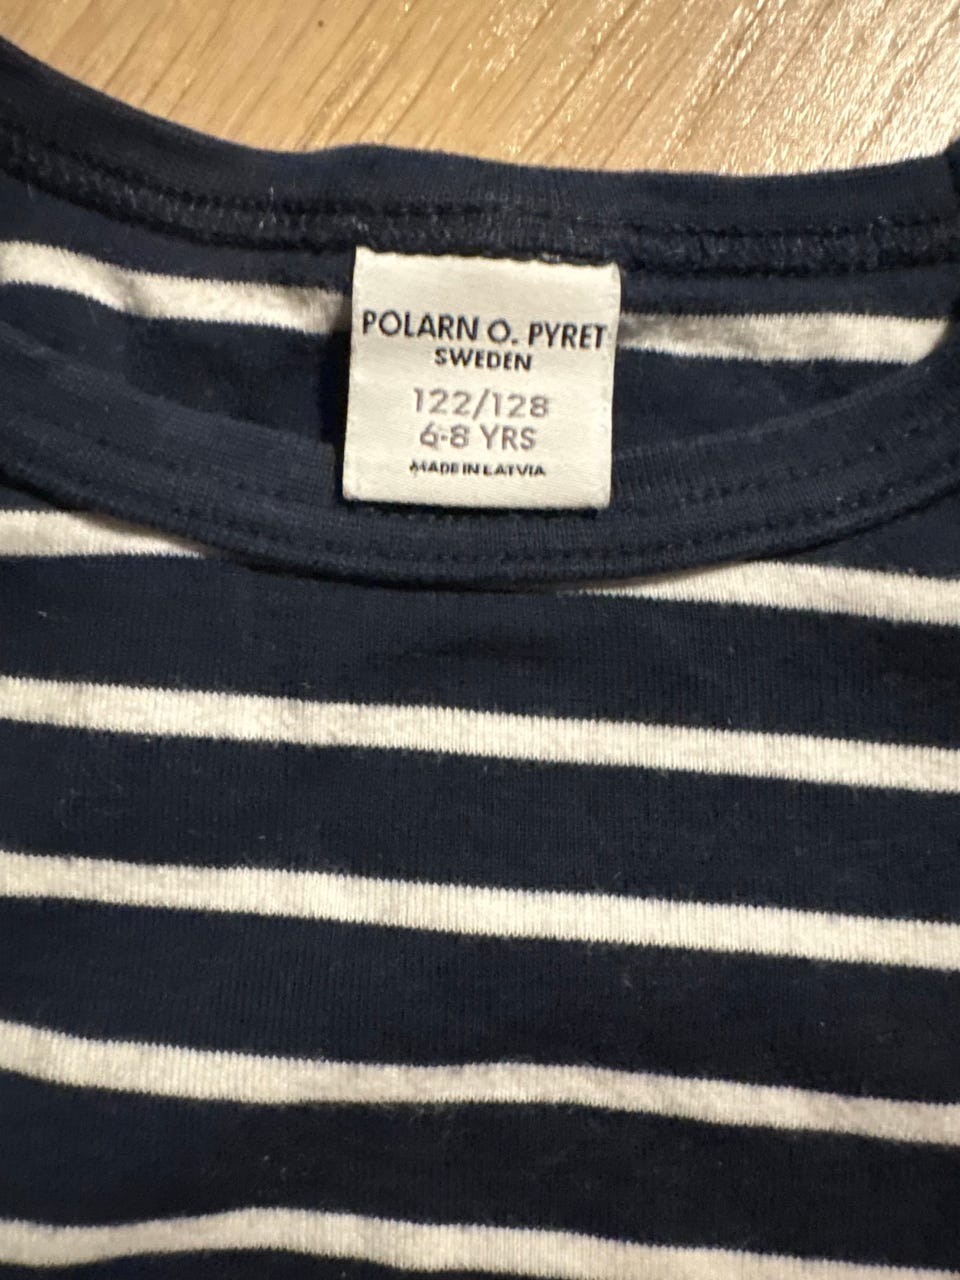 POLARN O. PYRET
SWEDEN
122/128
6-8 YRS
MADE IN LATVIA